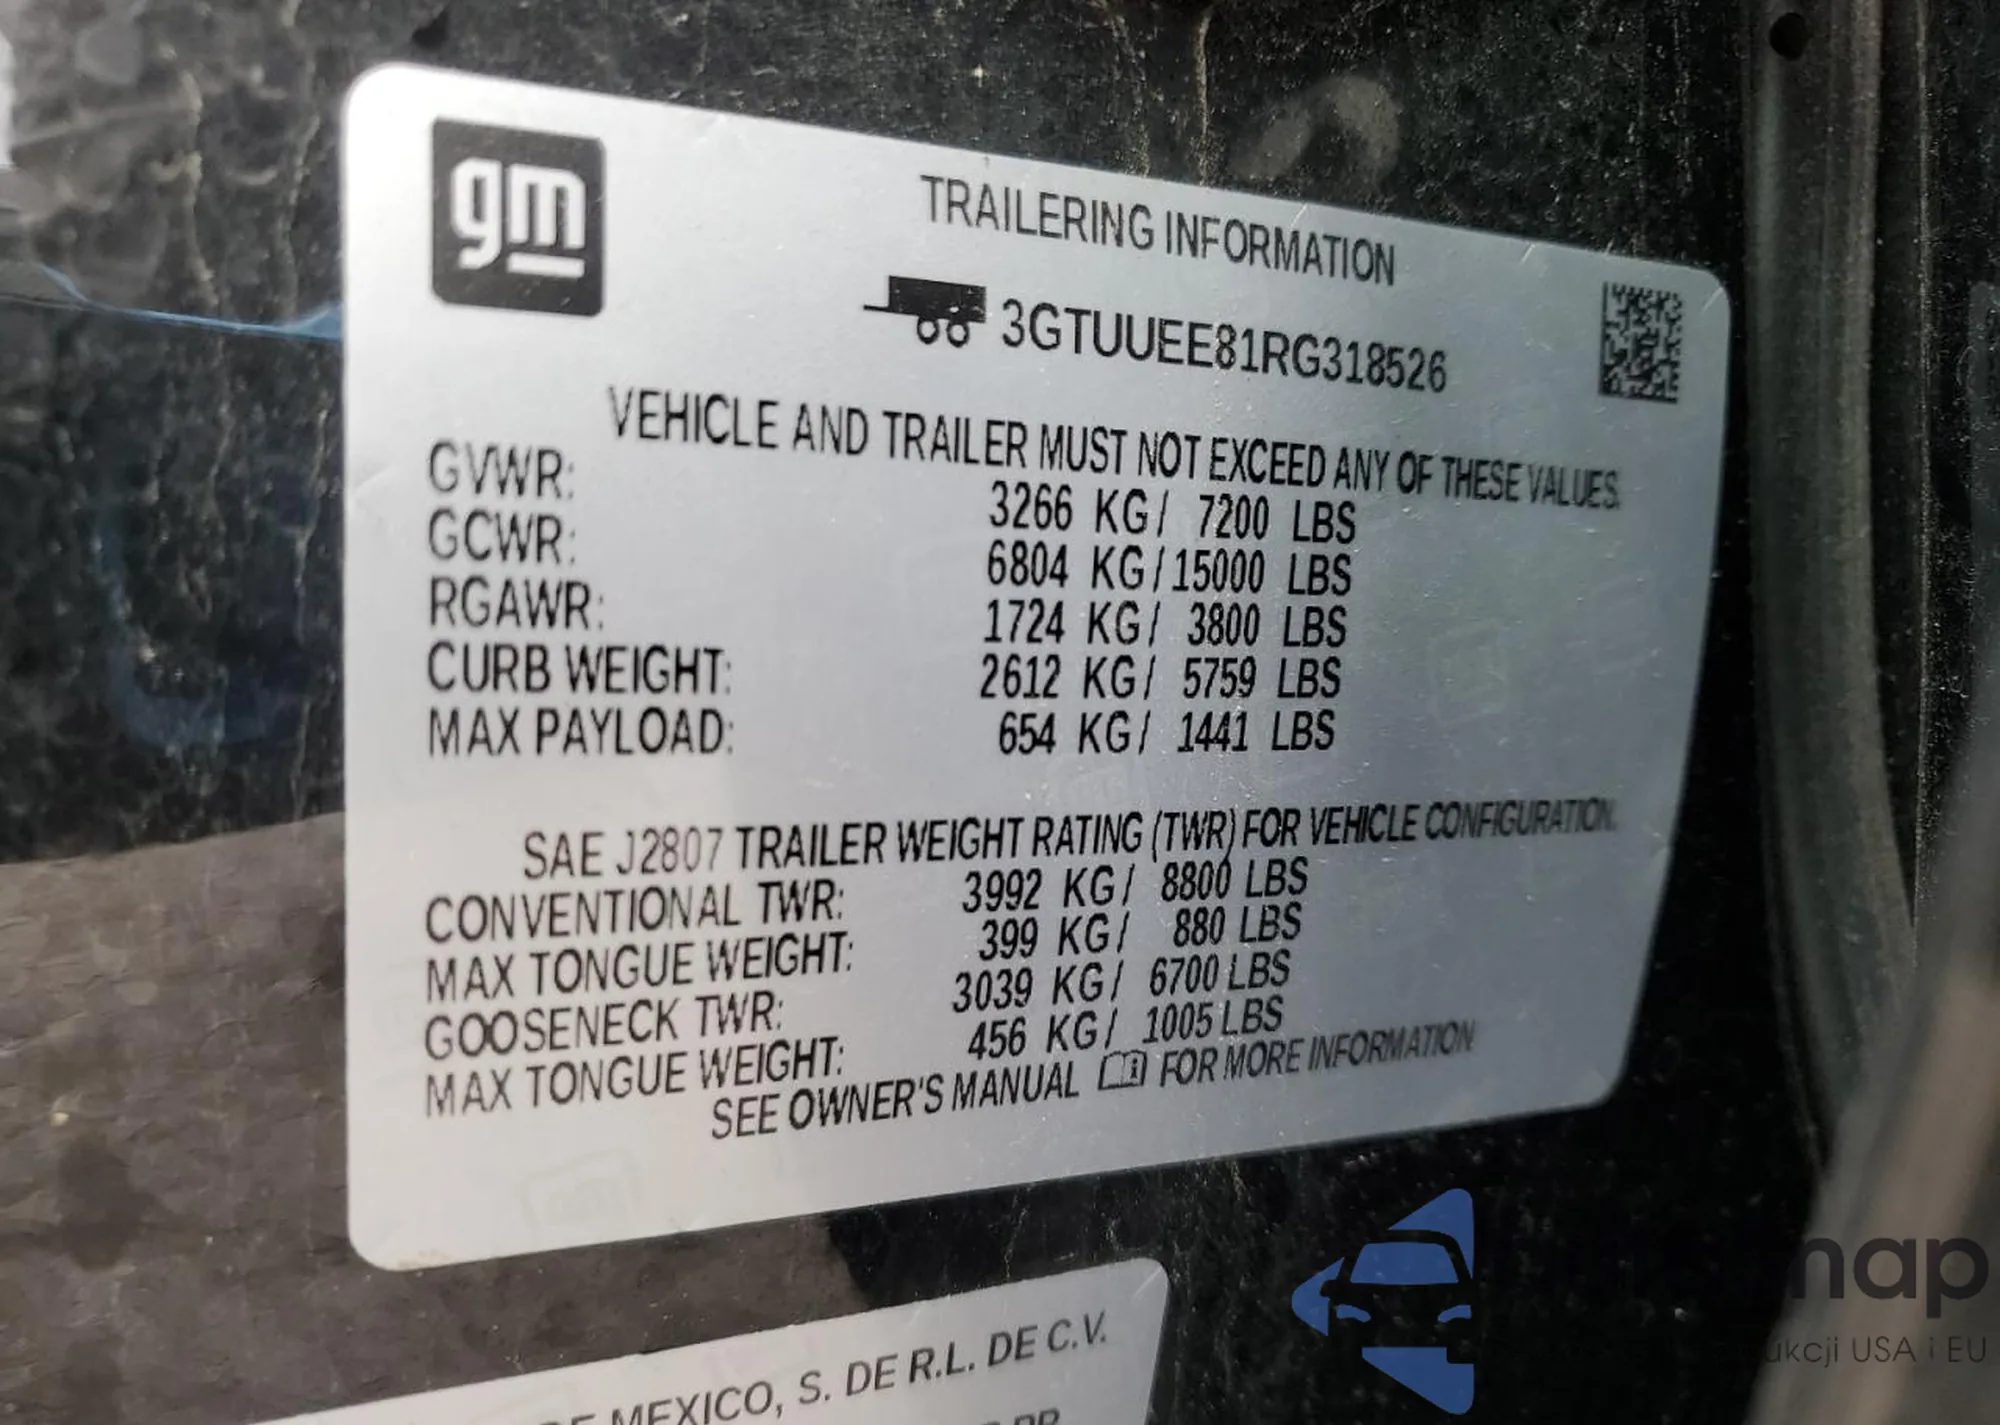 gm
TRAILERING INFORMATION
3GTUUEE81RG318526
VEHICLE AND TRAILER MUST NOT EXCEED ANY OF THESE VALUES.
GVWR: 3266 KG/ 7200 LBS
GCWR: 6804 KG/15000 LBS
RGAWR: 1724 KG/ 3800 LBS
CURB WEIGHT: 2612 KG/ 5759 LBS
MAX PAYLOAD: 654 KG/ 1441 LBS
SAE J2807 TRAILER WEIGHT RATING (TWR) FOR VEHICLE CONFIGURATION.
CONVENTIONAL TWR: 3992 KG/ 8800 LBS
MAX TONGUE WEIGHT: 399 KG/ 880 LBS
GOOSENECK TWR: 3039 KG/ 6700 LBS
MAX TONGUE WEIGHT: 456 KG/ 1005 LBS
SEE OWNER'S MANUAL FOR MORE INFORMATION
MEXICO, S. DE R.L. DE C.V.
map
USA i EU